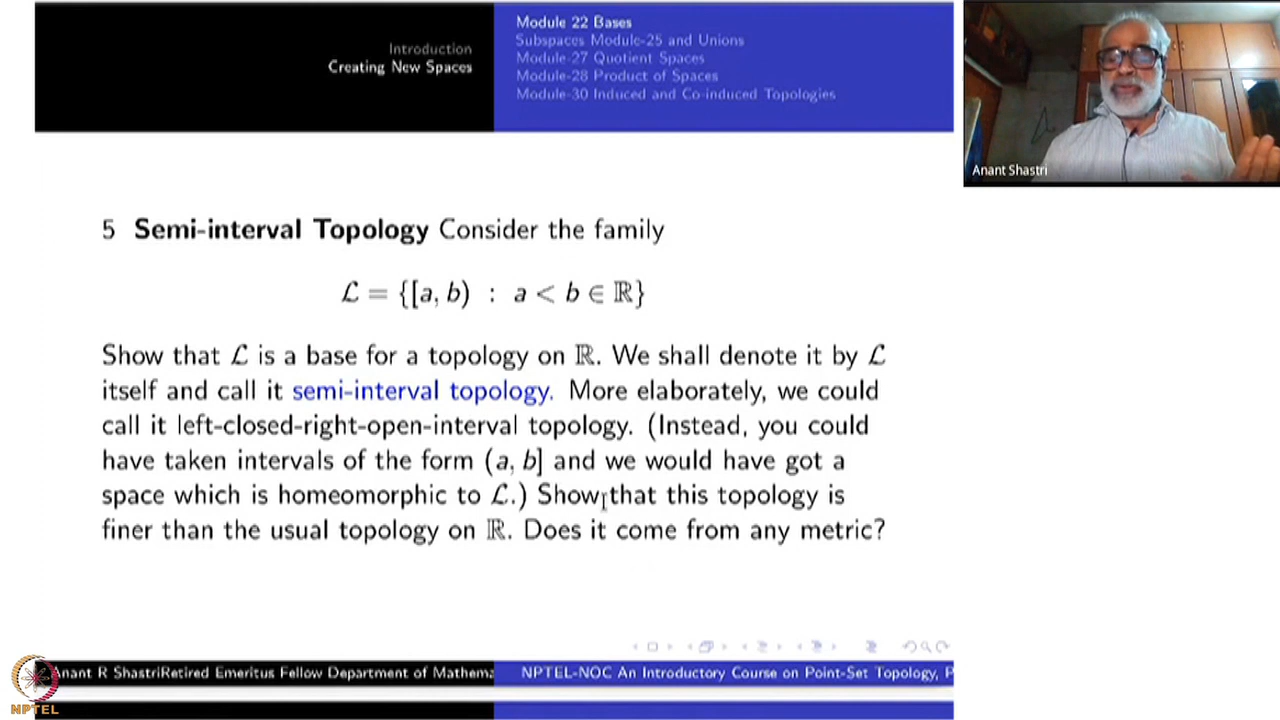 Introduction
Creating New Spaces
Module 22 Bases
Subspaces Module-25 and Unions
Module-27 Quotient Spaces
Module-28 Product of Spaces
Module-30 Induced and Co-induced Topologies
Anant Shastri
5 Semi-interval Topology Consider the family
ℒ = {[a, b) : a < b ∈ ℝ}
Show that ℒ is a base for a topology on ℝ. We shall denote it by ℒ
itself and call it semi-interval topology. More elaborately, we could
call it left-closed-right-open-interval topology. (Instead, you could
have taken intervals of the form (a, b] and we would have got a
space which is homeomorphic to ℒ.) Show that this topology is
finer than the usual topology on ℝ. Does it come from any metric?
Anant R ShastriRetired Emeritus Fellow Department of Mathema
NPTEL-NOC An Introductory Course on Point-Set Topology, P
NPTEL